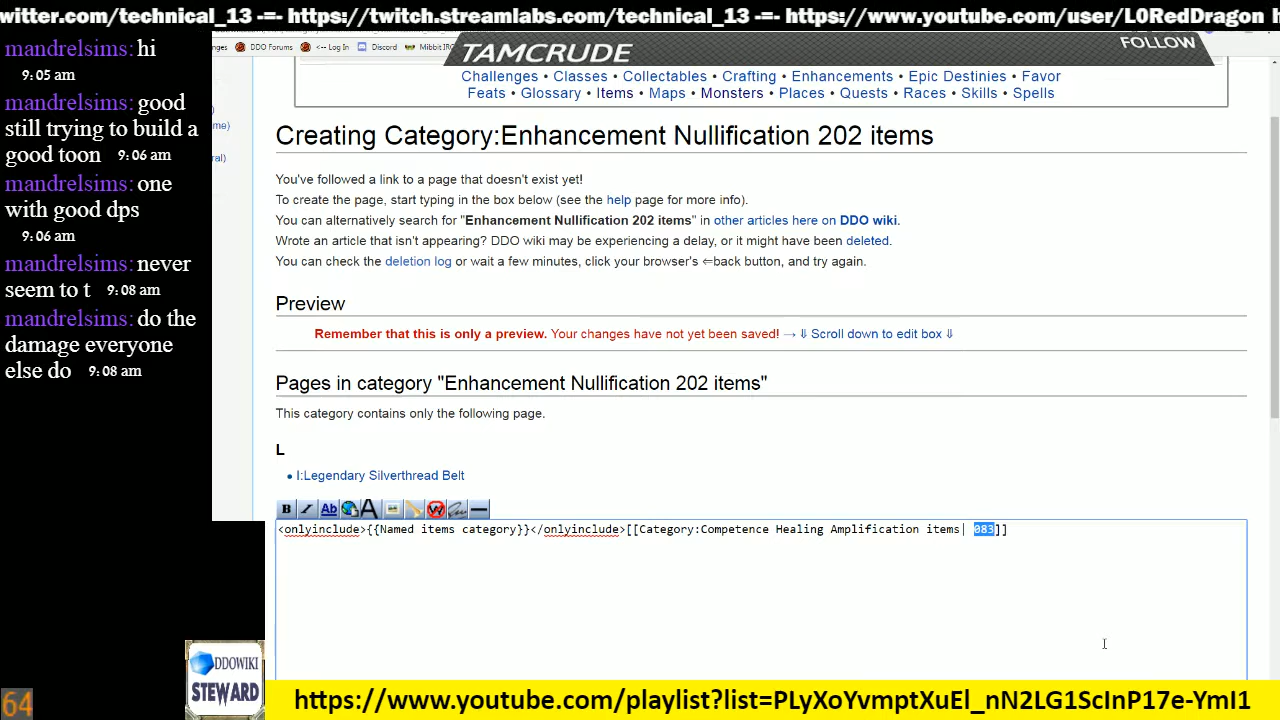 witter.com/technical_13 -=- https://twitch.streamlabs.com/technical_13 -=- https://www.youtube.com/user/L0RedDragon
mandrelsims: hi
9:05 am
mandrelsims: good
still trying to build a
good toon 9:06 am
mandrelsims: one
with good dps
9:06 am
mandrelsims: never
seem to t 9:08 am
mandrelsims: do the
damage everyone
else do 9:08 am
nges DDO Forums <-- Log In Discord Mibbit IR
TAMCRUDE
FOLLOW
Challenges • Classes • Collectables • Crafting • Enhancements • Epic Destinies • Favor
Feats • Glossary • Items • Maps • Monsters • Places • Quests • Races • Skills • Spells
Creating Category:Enhancement Nullification 202 items
You've followed a link to a page that doesn't exist yet!
To create the page, start typing in the box below (see the help page for more info).
You can alternatively search for "Enhancement Nullification 202 items" in other articles here on DDO wiki.
Wrote an article that isn't appearing? DDO wiki may be experiencing a delay, or it might have been deleted.
You can check the deletion log or wait a few minutes, click your browser's ⇐back button, and try again.
Preview
Remember that this is only a preview. Your changes have not yet been saved! → ⇓ Scroll down to edit box ⇓
Pages in category "Enhancement Nullification 202 items"
This category contains only the following page.
L
• I:Legendary Silverthread Belt
B I Ab A W
<onlyinclude>{{Named items category}}</onlyinclude>[[Category:Competence Healing Amplification items| 083]]
DDOWIKI
STEWARD
64
https://www.youtube.com/playlist?list=PLyXoYvmptXuEl_nN2LG1ScInP17e-YmI1